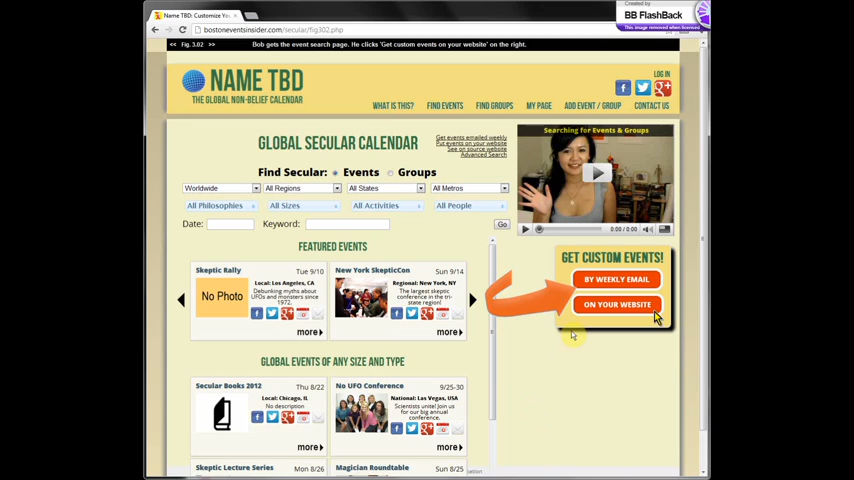 Created by
BB FlashBack
This image removed when licensed
Name TBD: Customize Yo
bostoneventsinsider.com/secular/fig302.php
<< Fig. 3.02 >> Bob gets the event search page. He clicks 'Get custom events on your website' on the right.
NAME TBD
THE GLOBAL NON-BELIEF CALENDAR
LOG IN
WHAT IS THIS? FIND EVENTS FIND GROUPS MY PAGE ADD EVENT / GROUP CONTACT US
GLOBAL SECULAR CALENDAR
Get events emailed weekly
Put events on your website
See on source website
Advanced Search
Find Secular: Events Groups
Worldwide All Regions All States All Metros
All Philosophies All Sizes All Activities All People
Date: Keyword: Go
Searching for Events & Groups
0:00 / 0:00
GET CUSTOM EVENTS!
BY WEEKLY EMAIL
ON YOUR WEBSITE
FEATURED EVENTS
Skeptic Rally Tue 9/10
No Photo
Local: Los Angeles, CA
Debunking myths about
UFOs and monsters since
1972.
more
New York SkepticCon Sun 9/14
Regional: New York, NY
The largest skeptic
conference in the tri-
state region!
more
GLOBAL EVENTS OF ANY SIZE AND TYPE
Secular Books 2012 Thu 8/22
Local: Chicago, IL
No description
more
No UFO Conference 9/25-30
National: Las Vegas, USA
Scientists unite! Join us
for our big annual
conference.
more
Skeptic Lecture Series Mon 8/26
Magician Roundtable Sun 8/25